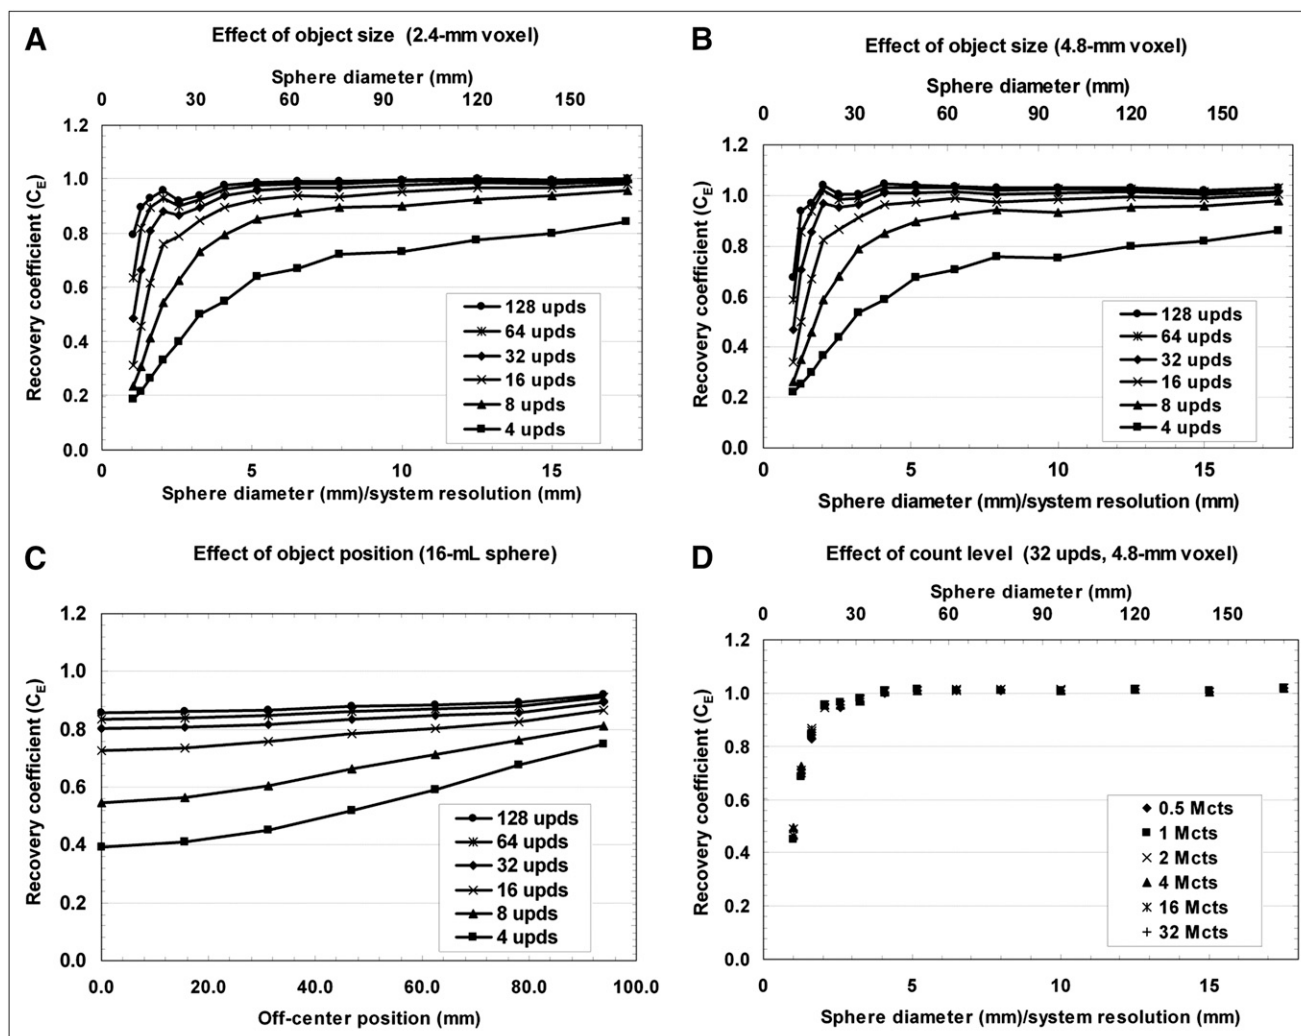 A
Effect of object size (2.4-mm voxel)
Sphere diameter (mm)
0 30 60 90 120 150
1.2
1.0
0.8
0.6
0.4
0.2
0.0
Recovery coefficient (CE)
128 upds
64 upds
32 upds
16 upds
8 upds
4 upds
0 5 10 15
Sphere diameter (mm)/system resolution (mm)
B
Effect of object size (4.8-mm voxel)
Sphere diameter (mm)
0 30 60 90 120 150
1.2
1.0
0.8
0.6
0.4
0.2
0.0
Recovery coefficient (CE)
128 upds
64 upds
32 upds
16 upds
8 upds
4 upds
0 5 10 15
Sphere diameter (mm)/system resolution (mm)
C
Effect of object position (16-mL sphere)
1.2
1.0
0.8
0.6
0.4
0.2
0.0
Recovery coefficient (CE)
128 upds
64 upds
32 upds
16 upds
8 upds
4 upds
0.0 20.0 40.0 60.0 80.0 100.0
Off-center position (mm)
D
Effect of count level (32 upds, 4.8-mm voxel)
Sphere diameter (mm)
0 30 60 90 120 150
1.2
1.0
0.8
0.6
0.4
0.2
0.0
Recovery coefficient (CE)
0.5 Mcts
1 Mcts
2 Mcts
4 Mcts
16 Mcts
32 Mcts
0 5 10 15
Sphere diameter (mm)/system resolution (mm)